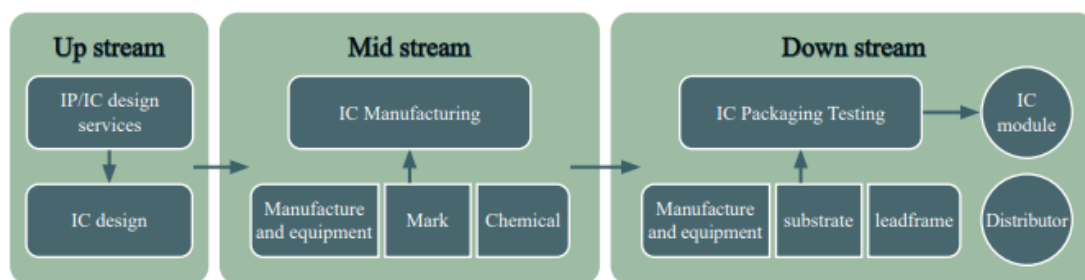 Up stream
IP/IC design
services
IC design
Mid stream
IC Manufacturing
Manufacture
and equipment
Mark
Chemical
Down stream
IC Packaging Testing
IC
module
Manufacture
and equipment
substrate
leadframe
Distributor